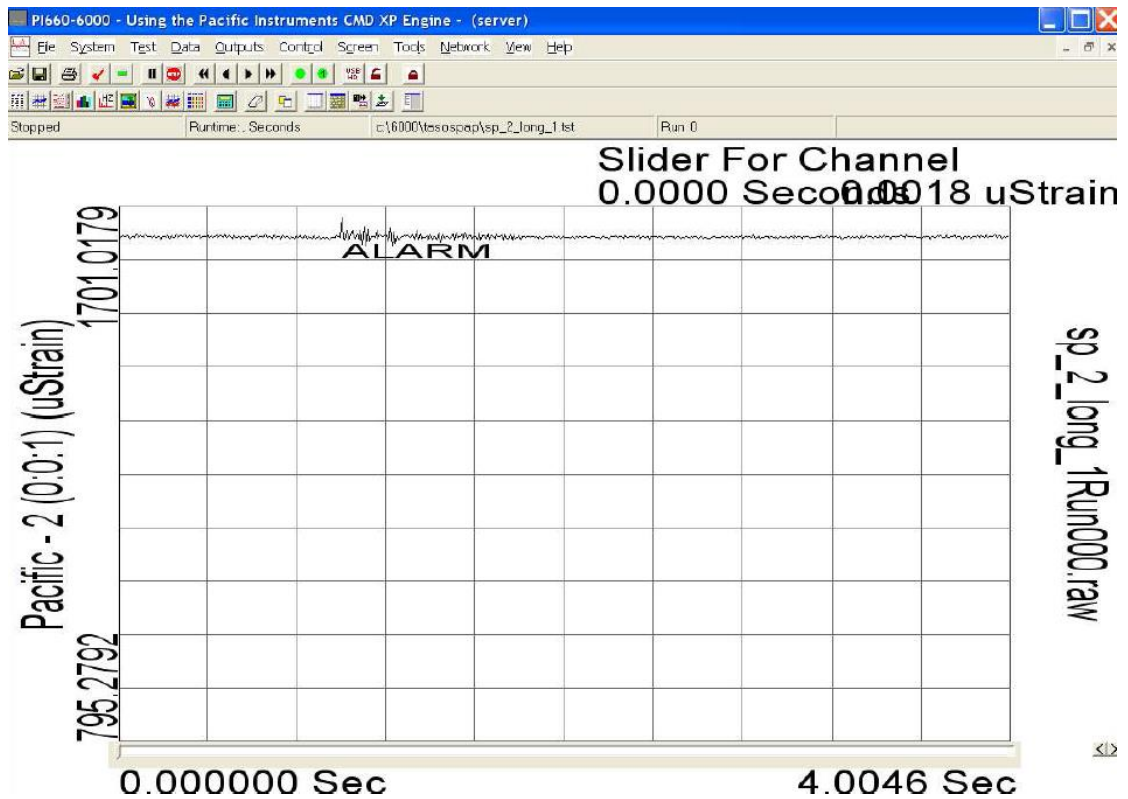 PI660-6000 - Using the Pacific Instruments CMD XP Engine - (server)
File System Test Data Outputs Control Screen Tools Network View Help
Stopped Runtime:. Seconds c:\6000\tasospap\sp_2_long_1.tst Run 0
Slider For Channel
0.0000 Seconds 0.0018 uStrain
1701.0179
ALARM
Pacific - 2 (0:0:1) (uStrain)
sp_2_long_1Run000.raw
795.2792
0.000000 Sec 4.0046 Sec